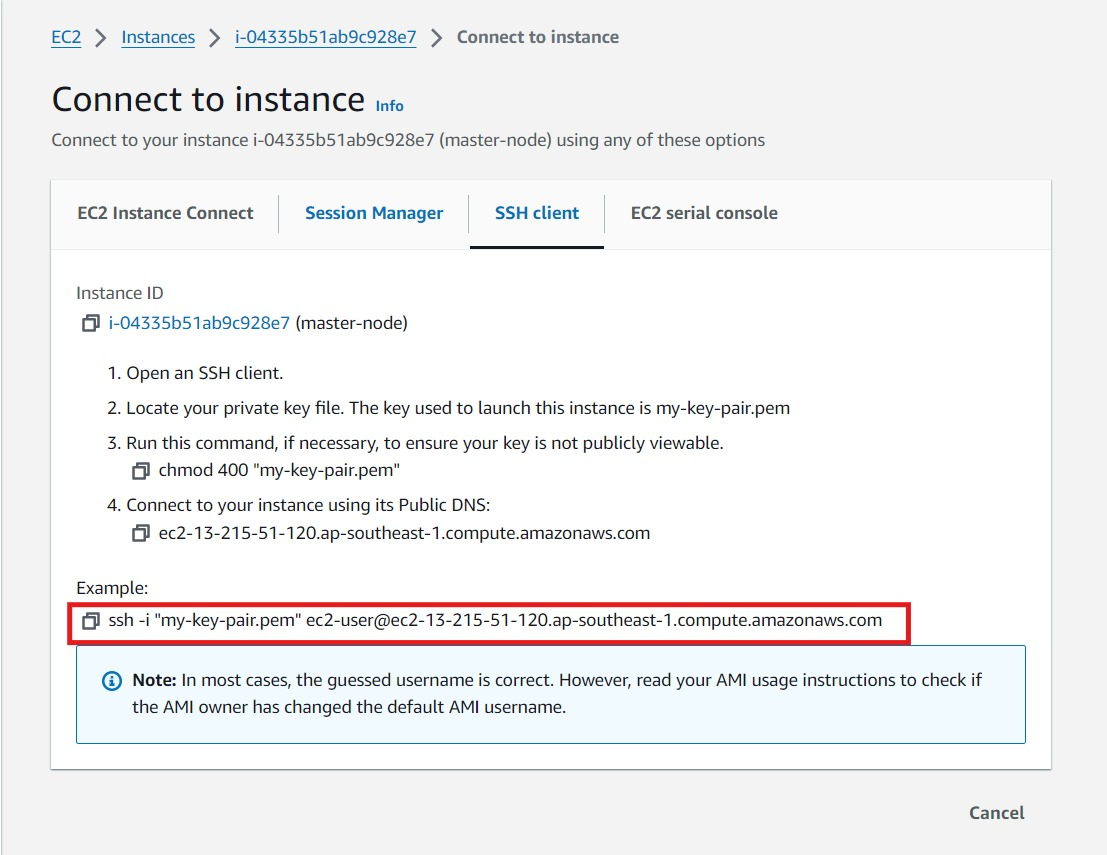 EC2 > Instances > i-04335b51ab9c928e7 > Connect to instance
Connect to instance Info
Connect to your instance i-04335b51ab9c928e7 (master-node) using any of these options
EC2 Instance Connect Session Manager SSH client EC2 serial console
Instance ID
i-04335b51ab9c928e7 (master-node)
1. Open an SSH client.
2. Locate your private key file. The key used to launch this instance is my-key-pair.pem
3. Run this command, if necessary, to ensure your key is not publicly viewable.
chmod 400 "my-key-pair.pem"
4. Connect to your instance using its Public DNS:
ec2-13-215-51-120.ap-southeast-1.compute.amazonaws.com
Example:
ssh -i "my-key-pair.pem" ec2-user@ec2-13-215-51-120.ap-southeast-1.compute.amazonaws.com
Note: In most cases, the guessed username is correct. However, read your AMI usage instructions to check if
the AMI owner has changed the default AMI username.
Cancel